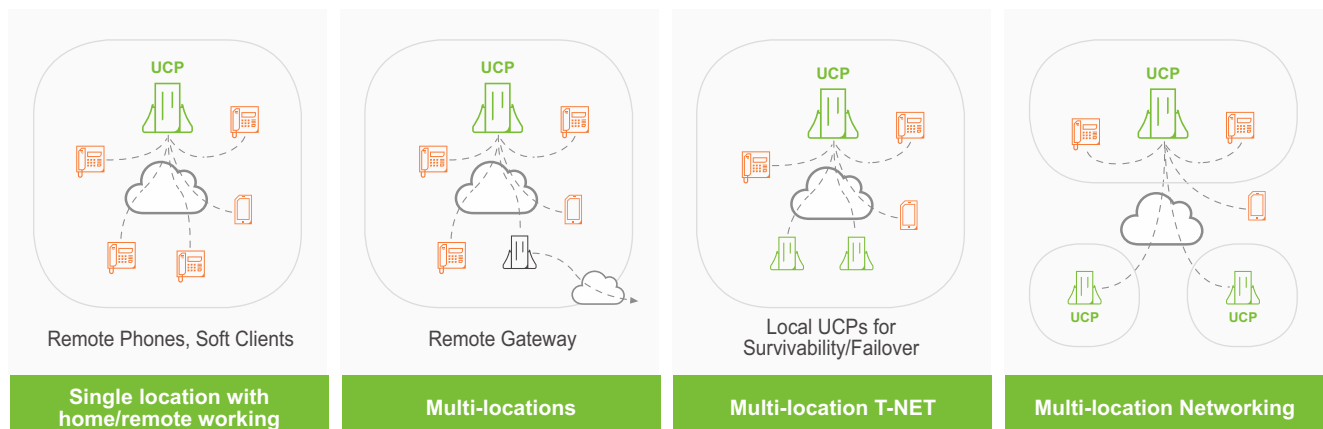 UCP
Remote Phones, Soft Clients
Single location with
home/remote working
UCP
Remote Gateway
Multi-locations
UCP
Local UCPs for
Survivability/Failover
Multi-location T-NET
UCP
UCP
UCP
Multi-location Networking